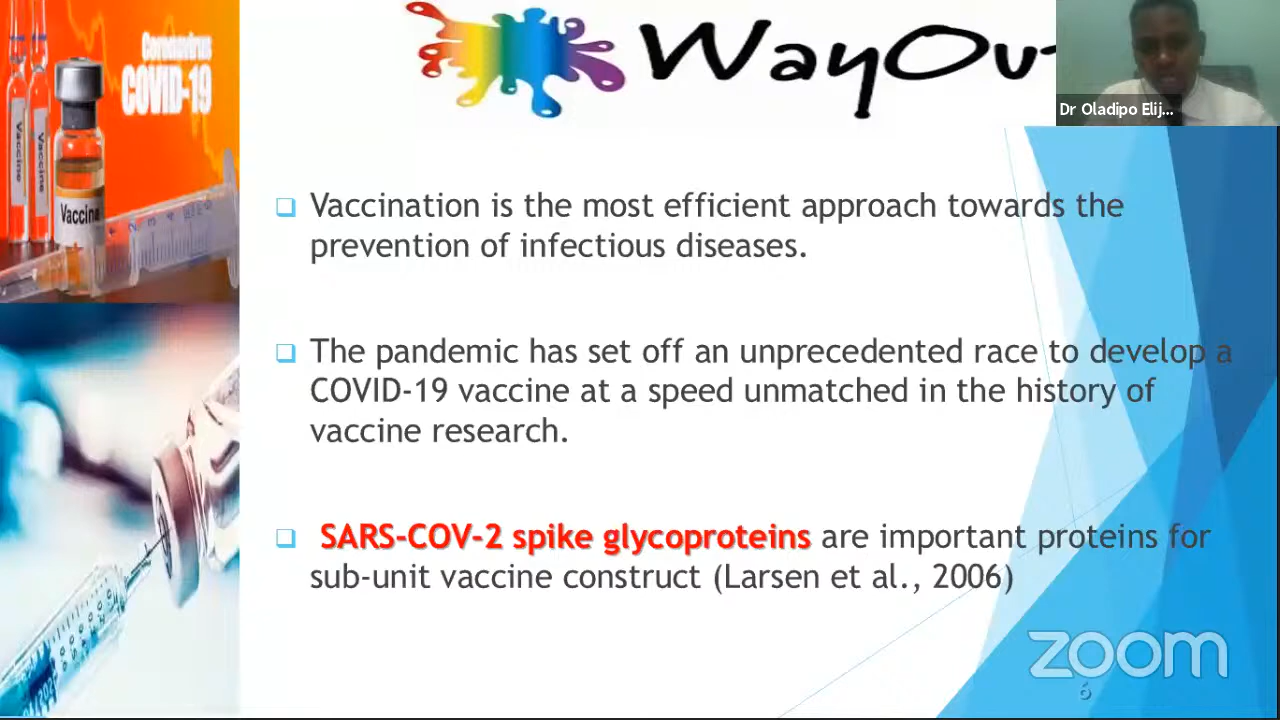 Coronavirus
COVID-19
Vaccine
Vaccine
Vaccine
WayOu
Dr Oladipo Elij...
Vaccination is the most efficient approach towards the
prevention of infectious diseases.
The pandemic has set off an unprecedented race to develop a
COVID-19 vaccine at a speed unmatched in the history of
vaccine research.
SARS-COV-2 spike glycoproteins are important proteins for
sub-unit vaccine construct (Larsen et al., 2006)
zoom
6